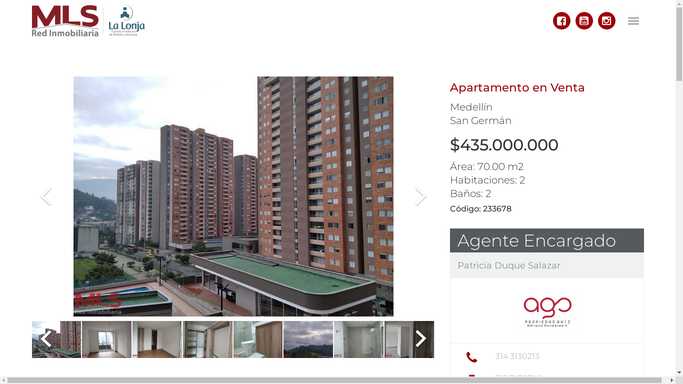 MLS
Red Inmobiliaria
La Lonja
Apartamento en Venta
Medellín
San Germán
$435.000.000
Área: 70.00 m2
Habitaciones: 2
Baños: 2
Código: 233678
Agente Encargado
Patricia Duque Salazar
MLS
ago
314 3130213